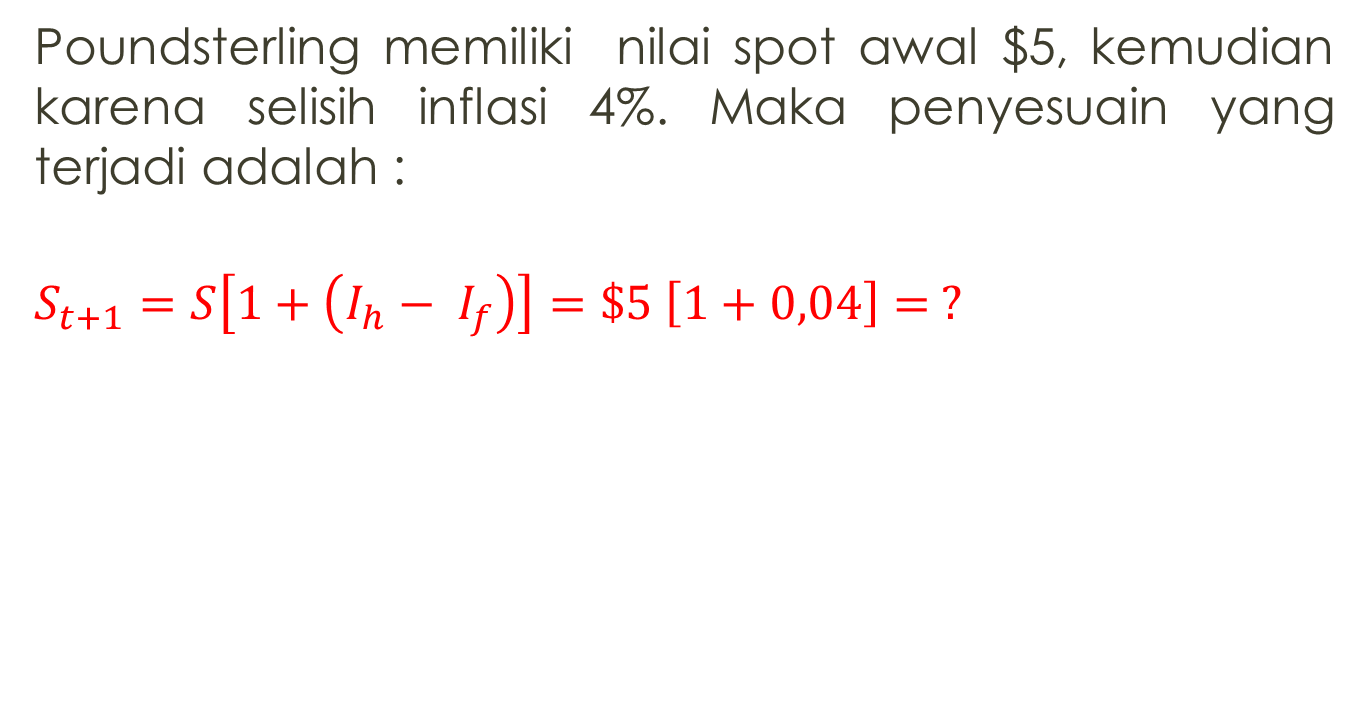 Poundsterling memiliki nilai spot awal $5, kemudian
karena selisih inflasi 4%. Maka penyesuain yang
terjadi adalah :
S_{t+1} = S[1 + (I_h − I_f)] = $5 [1 + 0,04] = ?